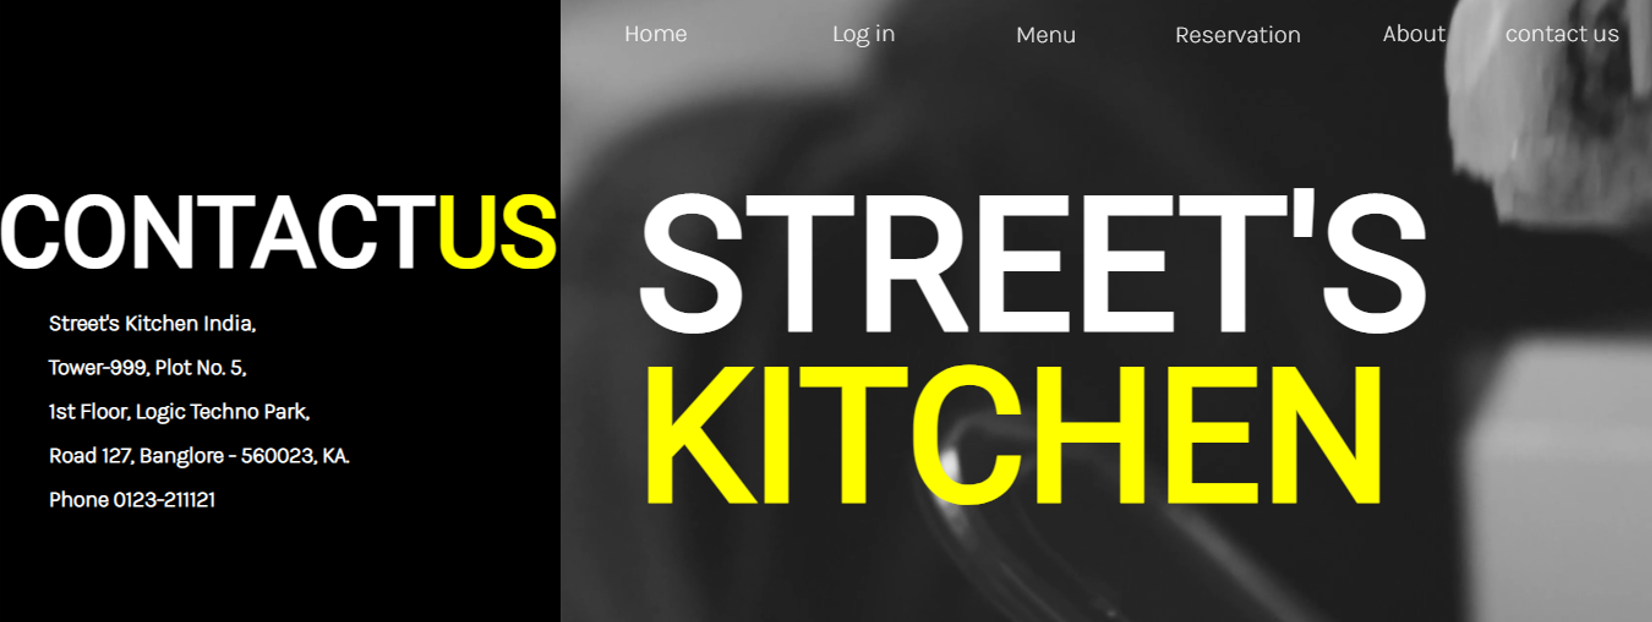 Home Log in Menu Reservation About contact us
CONTACTUS
Street's Kitchen India,
Tower-999, Plot No. 5,
1st Floor, Logic Techno Park,
Road 127, Banglore - 560023, KA.
Phone 0123-211121
STREET'S
KITCHEN